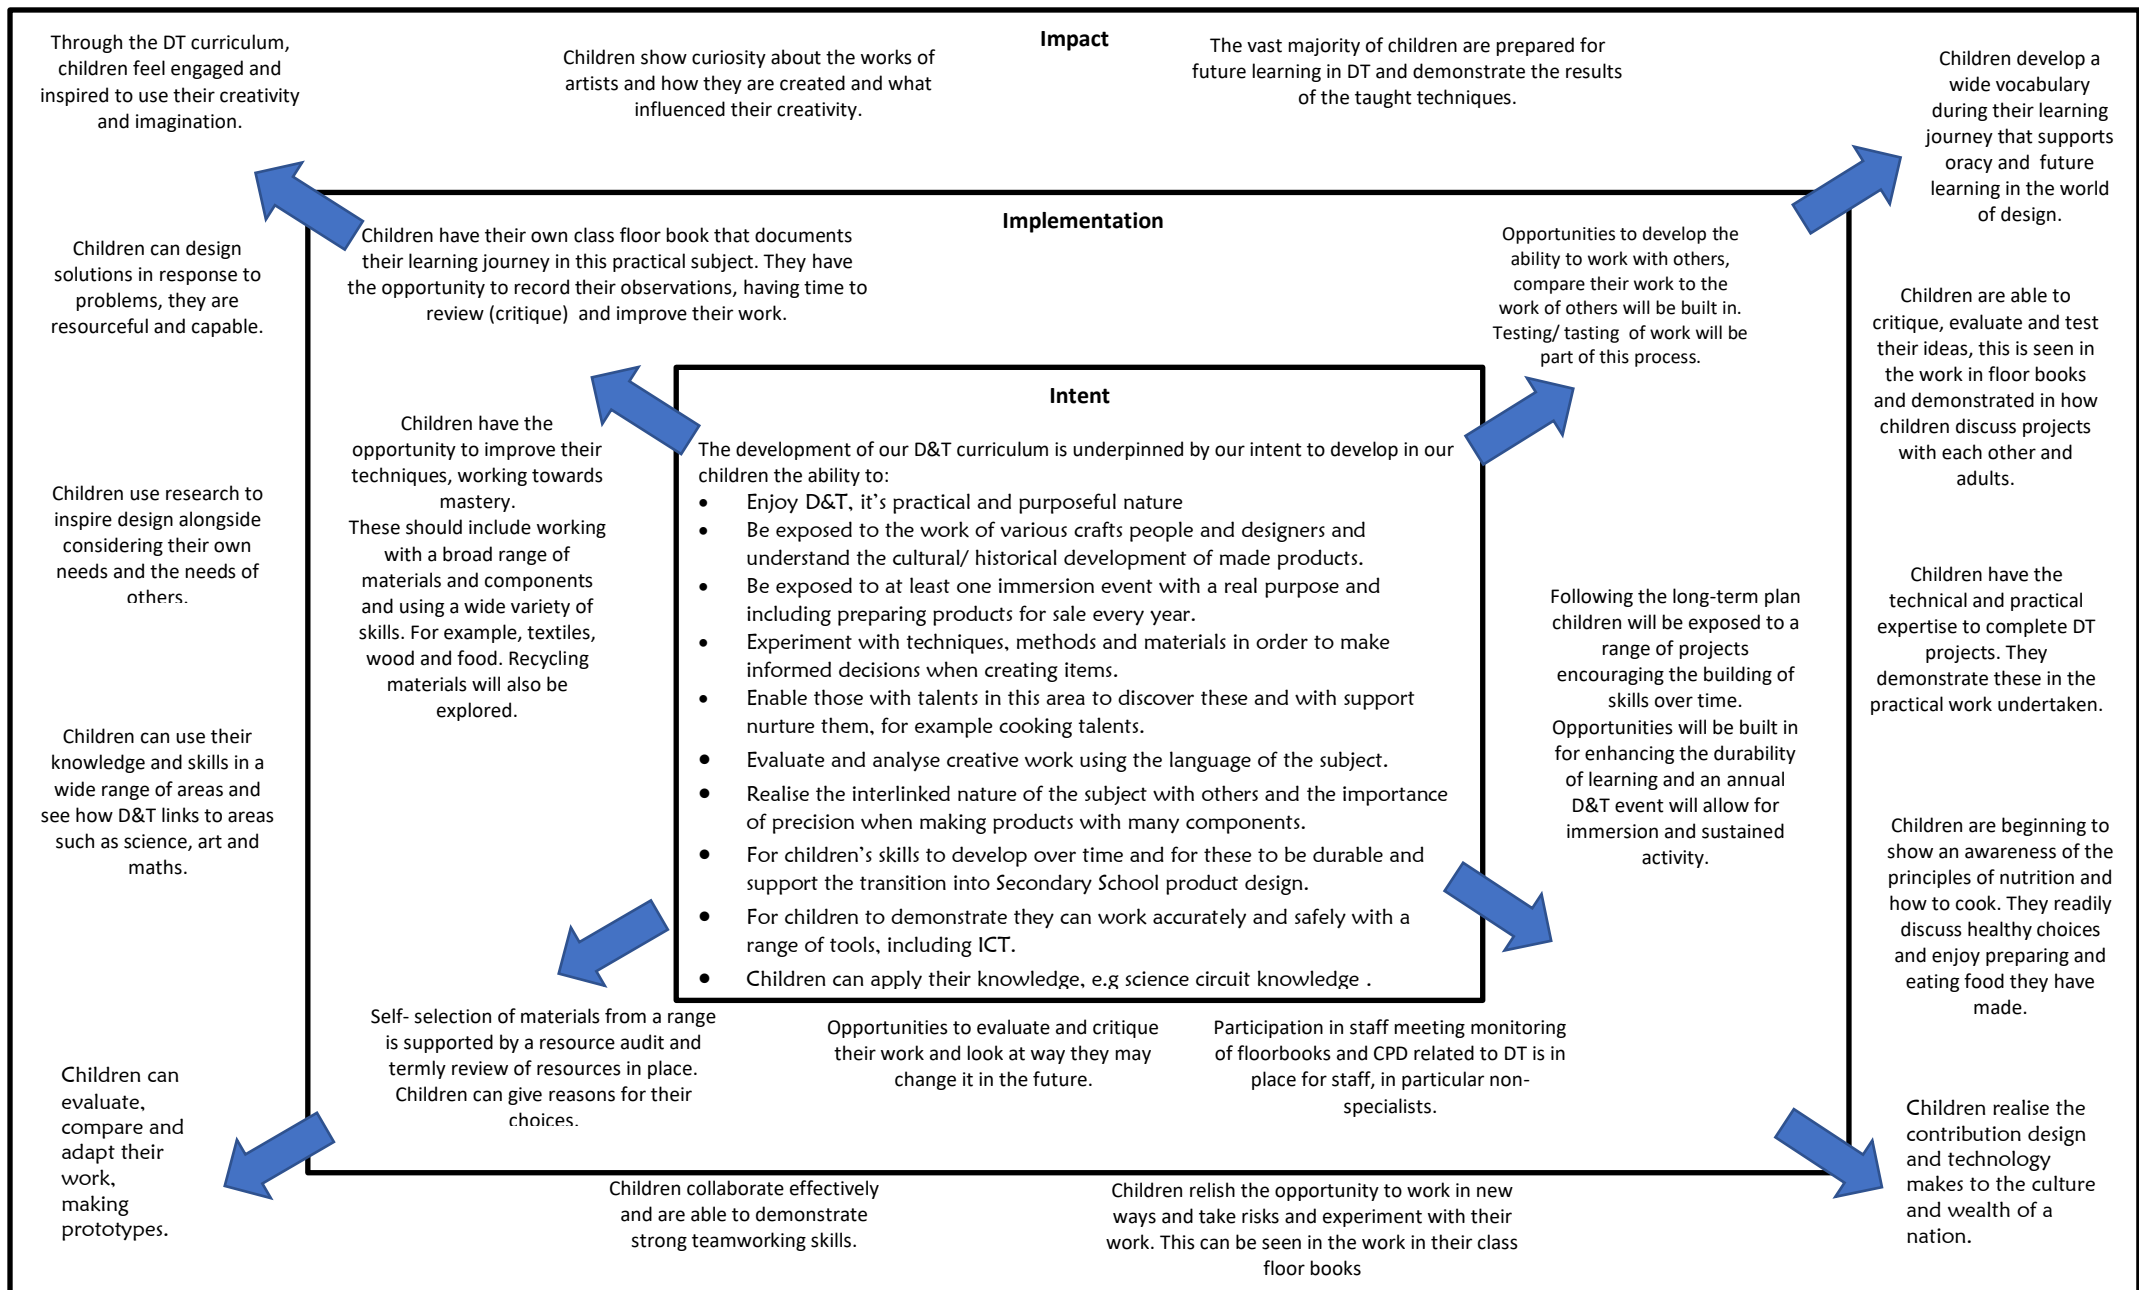 Impact
Through the DT curriculum,
children feel engaged and
inspired to use their creativity
and imagination.
Children show curiosity about the works of
artists and how they are created and what
influenced their creativity.
The vast majority of children are prepared for
future learning in DT and demonstrate the results
of the taught techniques.
Children develop a
wide vocabulary
during their learning
journey that supports
oracy and  future
learning in the world
of design.
Children can design
solutions in response to
problems, they are
resourceful and capable.
Children use research to
inspire design alongside
considering their own
needs and the needs of
others.
Children can use their
knowledge and skills in a
wide range of areas and
see how D&T links to areas
such as science, art and
maths.
Children can
evaluate,
compare and
adapt their
work,
making
prototypes.
Implementation
Children have their own class floor book that documents
their learning journey in this practical subject. They have
the opportunity to record their observations, having time to
review (critique)  and improve their work.
Opportunities to develop the
ability to work with others,
compare their work to the
work of others will be built in.
Testing/ tasting  of work will be
part of this process.
Children have the
opportunity to improve their
techniques, working towards
mastery.
These should include working
with a broad range of
materials and components
and using a wide variety of
skills. For example, textiles,
wood and food. Recycling
materials will also be
explored.
Intent
The development of our D&T curriculum is underpinned by our intent to develop in our
children the ability to:
• Enjoy D&T, it’s practical and purposeful nature
• Be exposed to the work of various crafts people and designers and
understand the cultural/ historical development of made products.
• Be exposed to at least one immersion event with a real purpose and
including preparing products for sale every year.
• Experiment with techniques, methods and materials in order to make
informed decisions when creating items.
• Enable those with talents in this area to discover these and with support
nurture them, for example cooking talents.
• Evaluate and analyse creative work using the language of the subject.
• Realise the interlinked nature of the subject with others and the importance
of precision when making products with many components.
• For children’s skills to develop over time and for these to be durable and
support the transition into Secondary School product design.
• For children to demonstrate they can work accurately and safely with a
range of tools, including ICT.
• Children can apply their knowledge, e.g science circuit knowledge .
Following the long-term plan
children will be exposed to a
range of projects
encouraging the building of
skills over time.
Opportunities will be built in
for enhancing the durability
of learning and an annual
D&T event will allow for
immersion and sustained
activity.
Self- selection of materials from a range
is supported by a resource audit and
termly review of resources in place.
Children can give reasons for their
choices.
Opportunities to evaluate and critique
their work and look at way they may
change it in the future.
Participation in staff meeting monitoring
of floorbooks and CPD related to DT is in
place for staff, in particular non-
specialists.
Children are able to
critique, evaluate and test
their ideas, this is seen in
the work in floor books
and demonstrated in how
children discuss projects
with each other and
adults.
Children have the
technical and practical
expertise to complete DT
projects. They
demonstrate these in the
practical work undertaken.
Children are beginning to
show an awareness of the
principles of nutrition and
how to cook. They readily
discuss healthy choices
and enjoy preparing and
eating food they have
made.
Children realise the
contribution design
and technology
makes to the culture
and wealth of a
nation.
Children collaborate effectively
and are able to demonstrate
strong teamworking skills.
Children relish the opportunity to work in new
ways and take risks and experiment with their
work. This can be seen in the work in their class
floor books